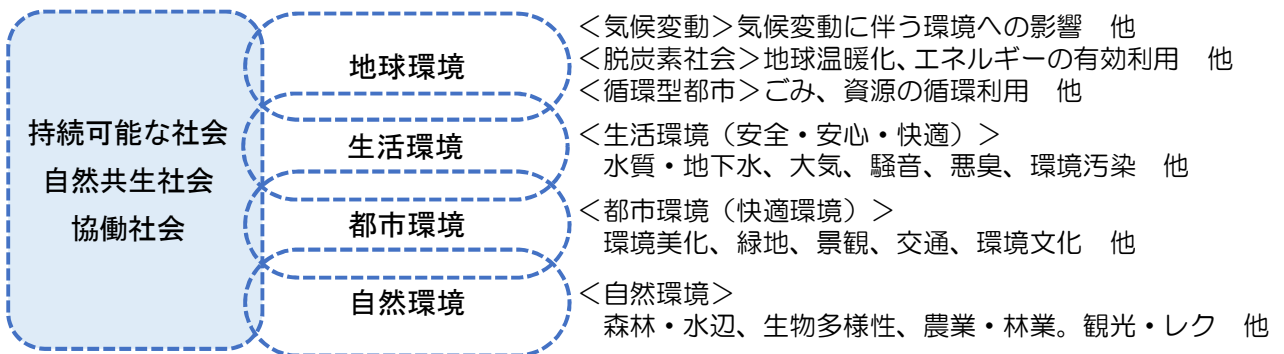 持続可能な社会
自然共生社会
協働社会
地球環境
＜気候変動＞気候変動に伴う環境への影響　他
＜脱炭素社会＞地球温暖化、エネルギーの有効利用　他
＜循環型都市＞ごみ、資源の循環利用　他
生活環境
＜生活環境（安全・安心・快適）＞
水質・地下水、大気、騒音、悪臭、環境汚染　他
都市環境
＜都市環境（快適環境）＞
環境美化、緑地、景観、交通、環境文化　他
自然環境
＜自然環境＞
森林・水辺、生物多様性、農業・林業。観光・レク　他